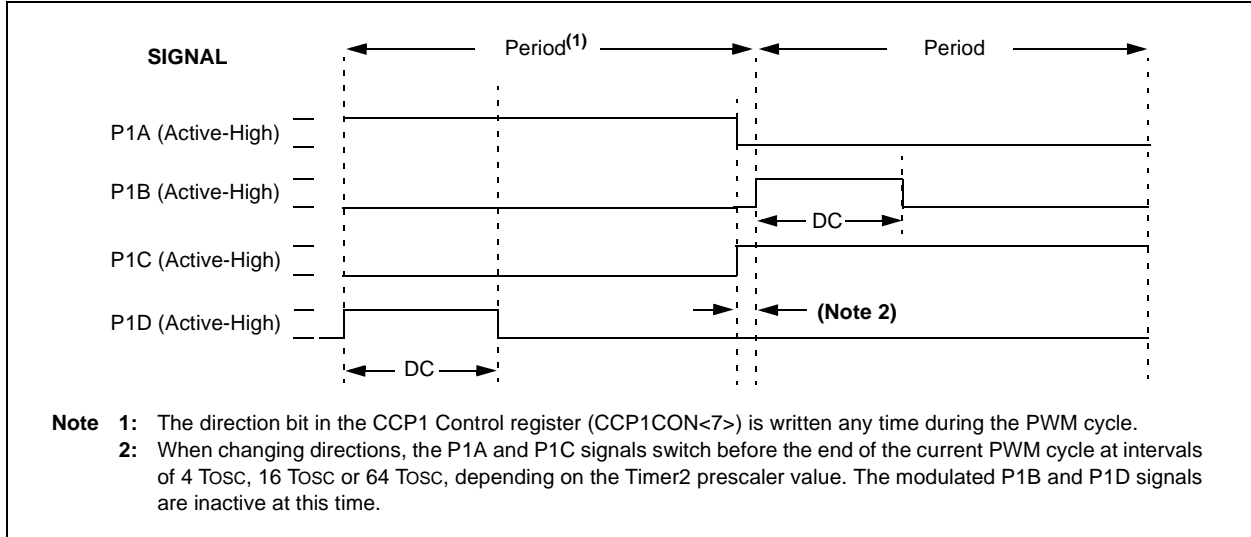 SIGNAL
Period(1)
Period
P1A (Active-High)
P1B (Active-High)
DC
P1C (Active-High)
P1D (Active-High)
(Note 2)
DC
Note 1: The direction bit in the CCP1 Control register (CCP1CON<7>) is written any time during the PWM cycle.
2: When changing directions, the P1A and P1C signals switch before the end of the current PWM cycle at intervals
of 4 TOSC, 16 TOSC or 64 TOSC, depending on the Timer2 prescaler value. The modulated P1B and P1D signals
are inactive at this time.